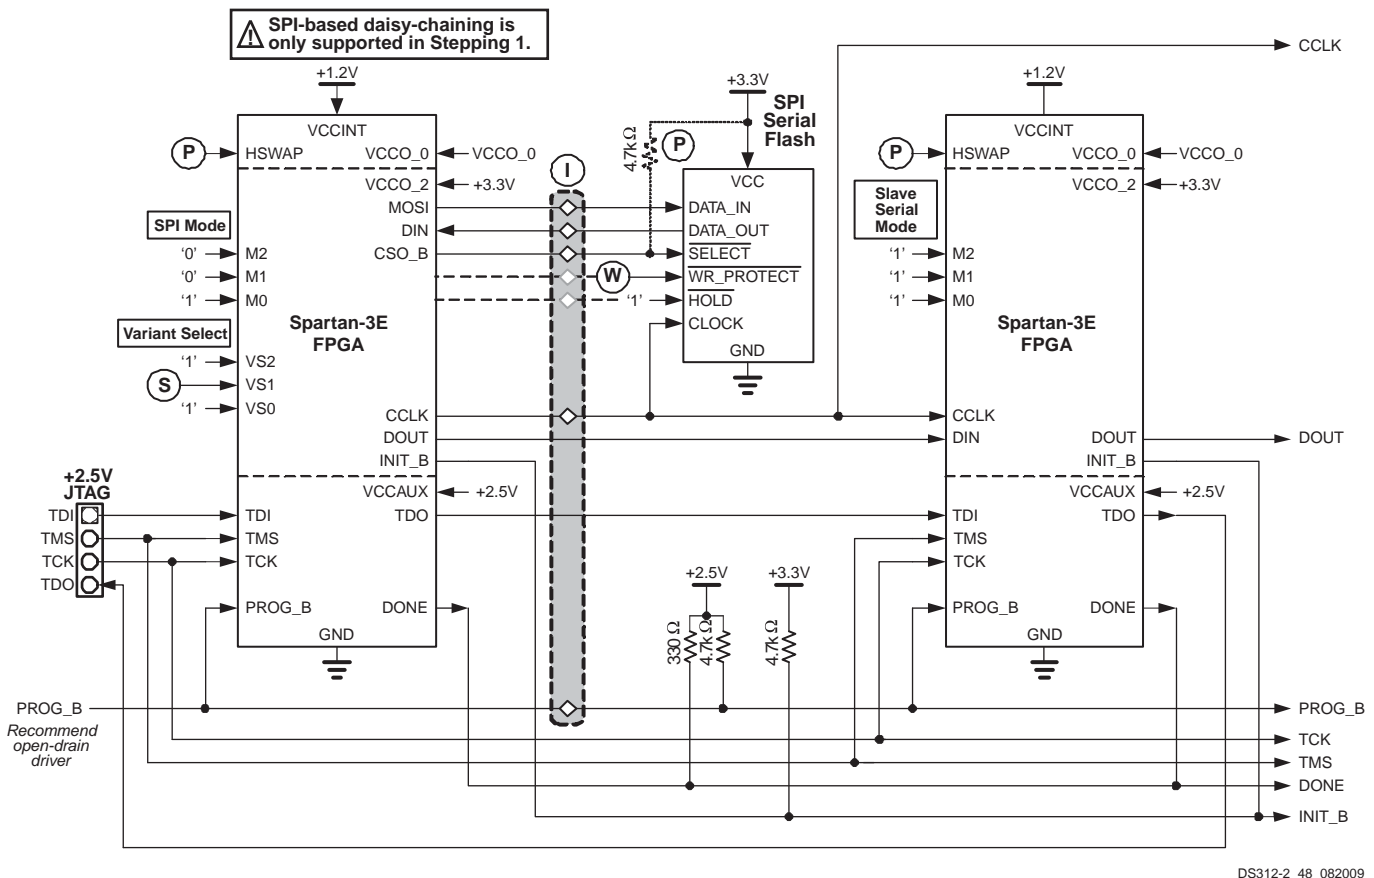 SPI-based daisy-chaining is
only supported in Stepping 1.
CCLK
+1.2V
+3.3V
+1.2V
SPI
Serial
Flash
VCCINT
VCCINT
P
HSWAP
VCCO_0
VCCO_0
4.7kΩ
P
P
HSWAP
VCCO_0
VCCO_0
I
VCCO_2
+3.3V
VCC
VCCO_2
+3.3V
MOSI
DATA_IN
Slave
Serial
Mode
SPI Mode
DIN
DATA_OUT
'0'
M2
CSO_B
SELECT
'1'
M2
'0'
M1
W
WR_PROTECT
'1'
M1
'1'
M0
'1'
HOLD
'1'
M0
Spartan-3E
FPGA
CLOCK
Spartan-3E
FPGA
Variant Select
GND
'1'
VS2
S
VS1
'1'
VS0
CCLK
CCLK
DOUT
DIN
DOUT
DOUT
INIT_B
INIT_B
+2.5V
JTAG
VCCAUX
+2.5V
VCCAUX
+2.5V
TDI
TDI
TDO
TDI
TDO
TMS
TMS
TMS
TCK
TCK
TCK
TDO
+2.5V
+3.3V
PROG_B
DONE
PROG_B
DONE
330 Ω
4.7kΩ
4.7kΩ
GND
GND
PROG_B
PROG_B
Recommend
open-drain
driver
TCK
TMS
DONE
INIT_B
DS312-2_48_082009